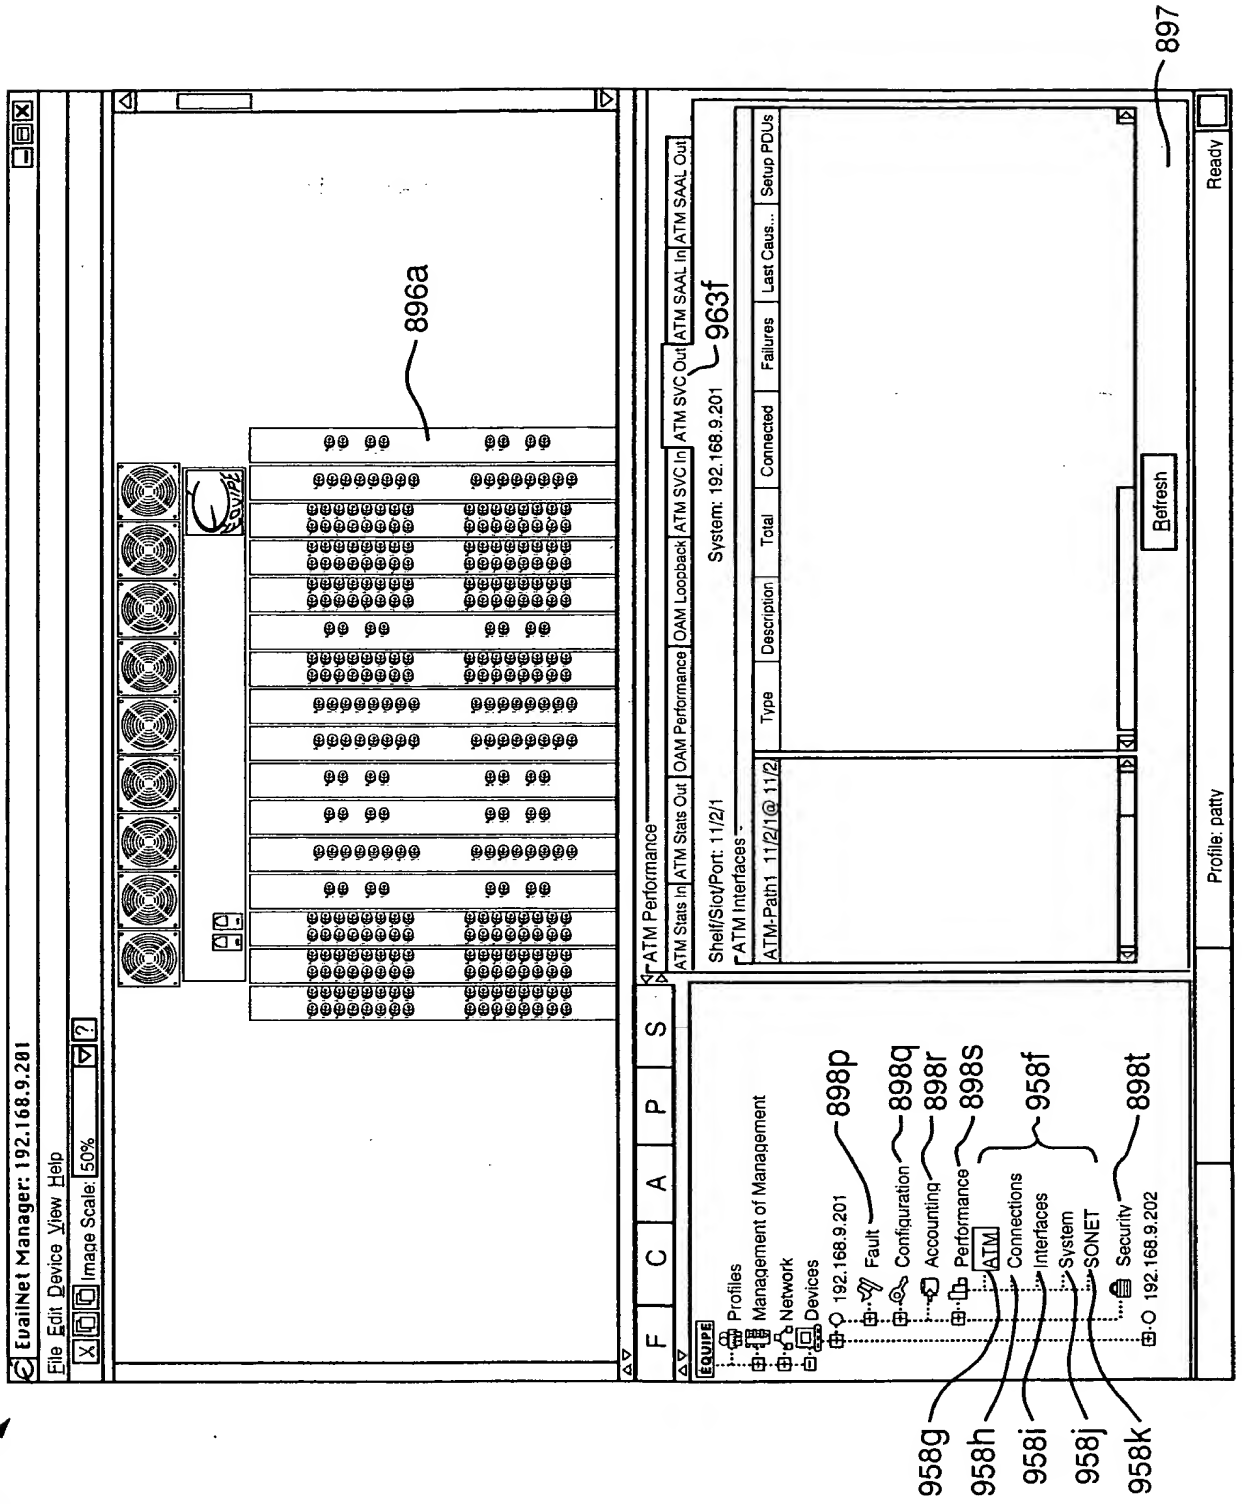 EvailNet Manager: 192.168.9.201
File Edit Device View Help
X ? Image Scale: 50%
EQUIPE
896a
F C A P S
EQUIPE
Profiles
Management of Management
Network
Devices
192.168.9.201
Fault
Configuration
Accounting
Performance
ATM
Connections
Interfaces
System
SONET
Security
192.168.9.202
898p
898q
898r
898s
958f
898t
958g
958h
958i
958j
958k
ATM Performance
ATM Stats In ATM Stats Out OAM Performance OAM Loopback ATM SVC In ATM SVC Out ATM SAAL In ATM SAAL Out
963f
Shelf/Slot/Port: 11/2/1 System: 192.168.9.201
ATM Interfaces
ATM-Path1 11/2/1@ 11/2 Type Description Total Connected Failures Last Caus... Setup PDUs
Refresh
897
Profile: patty Ready